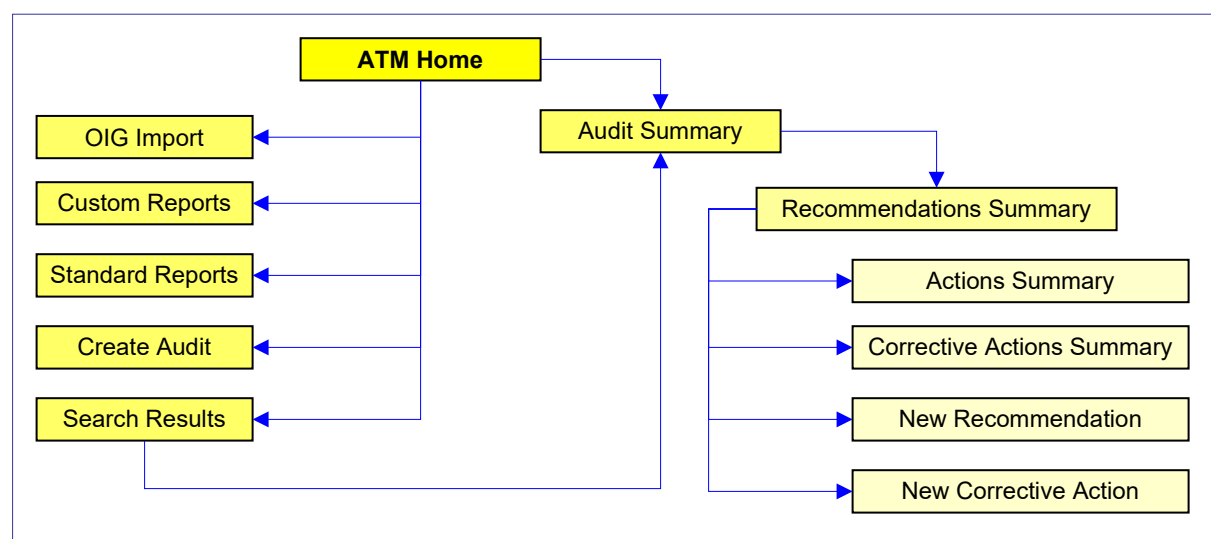 ATM Home
Audit Summary
OIG Import
Custom Reports
Standard Reports
Create Audit
Search Results
Recommendations Summary
Actions Summary
Corrective Actions Summary
New Recommendation
New Corrective Action